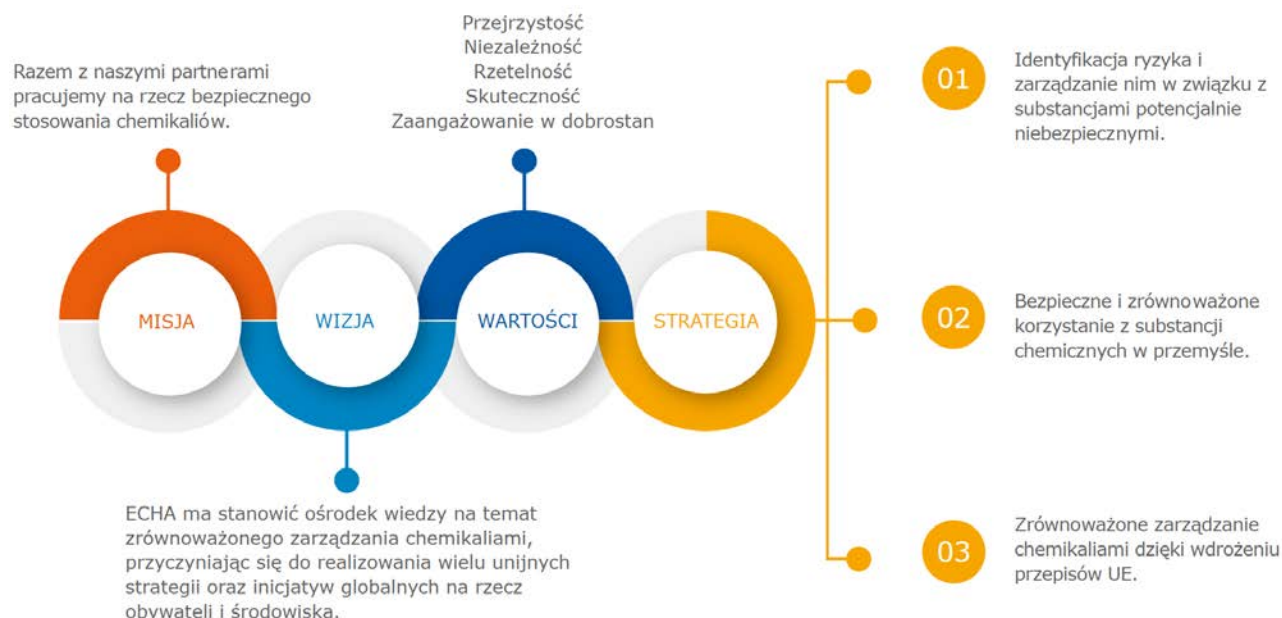 Razem z naszymi partnerami
pracujemy na rzecz bezpiecznego
stosowania chemikaliów.
MISJA
WIZJA
ECHA ma stanowić ośrodek wiedzy na temat
zrównoważonego zarządzania chemikaliami,
przyczyniając się do realizowania wielu unijnych
strategii oraz inicjatyw globalnych na rzecz
obywateli i środowiska.
Przejrzystość
Niezależność
Rzetelność
Skuteczność
Zaangażowanie w dobrostan
WARTOŚCI
STRATEGIA
01
Identyfikacja ryzyka i
zarządzanie nim w związku z
substancjami potencjalnie
niebezpiecznymi.
02
Bezpieczne i zrównoważone
korzystanie z substancji
chemicznych w przemyśle.
03
Zrównoważone zarządzanie
chemikaliami dzięki wdrożeniu
przepisów UE.